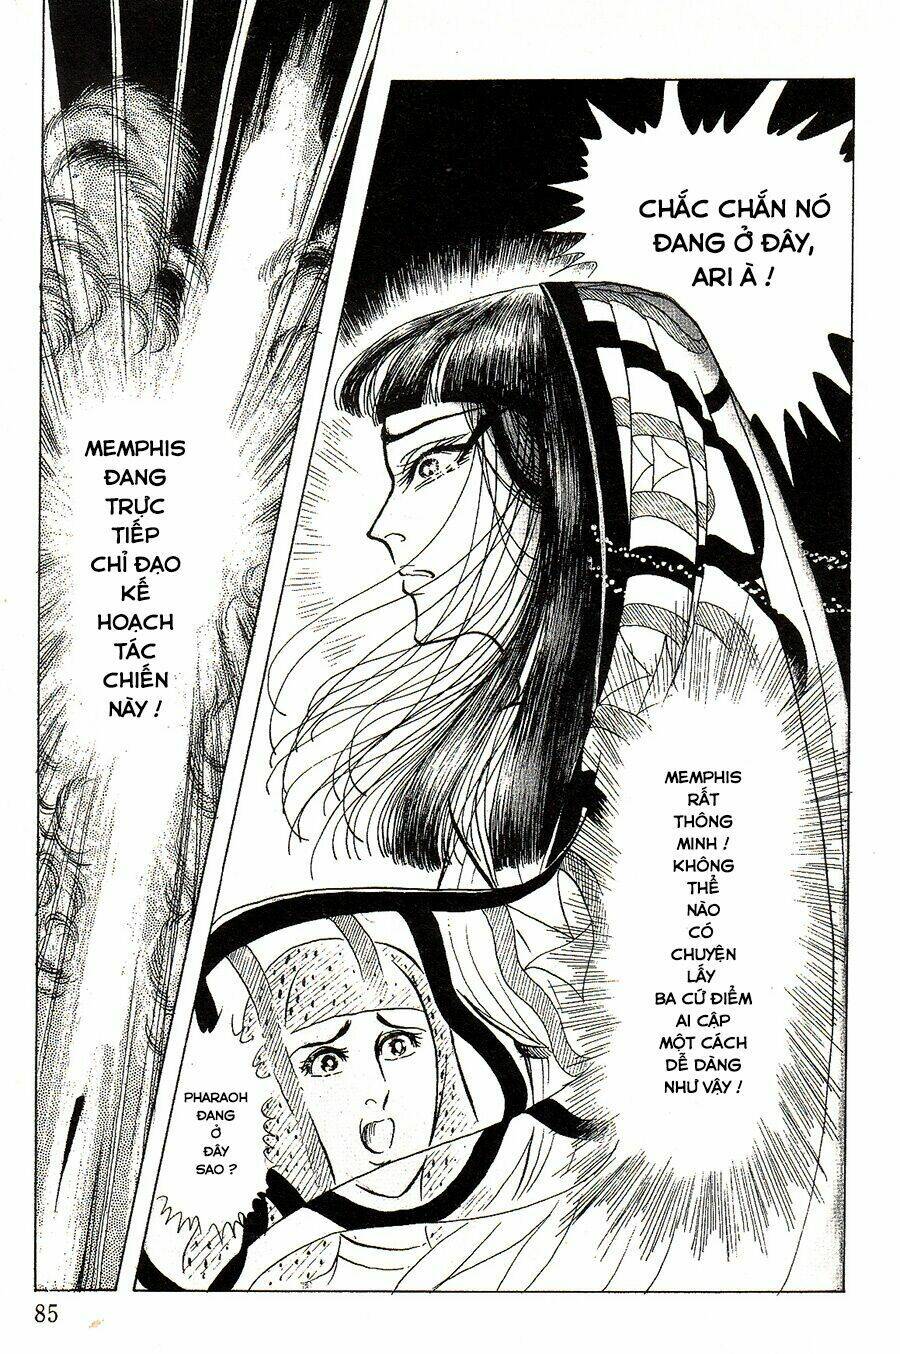 CHẮC CHẮN NÓ
ĐANG Ở ĐÂY,
ARI À !
MEMPHIS
RẤT
THÔNG
MINH !
KHÔNG
THỂ
NÀO
CÓ
CHUYỆN
LẤY
BA CỨ ĐIỂM
AI CẬP
MỘT CÁCH
DỄ DÀNG
NHƯ VẬY !
PHARAOH
ĐANG
Ở
ĐÂY
SAO ?
MEMPHIS
ĐANG
TRỰC
TIẾP
CHỈ ĐẠO
KẾ
HOẠCH
TÁC
CHIẾN
NÀY !
85